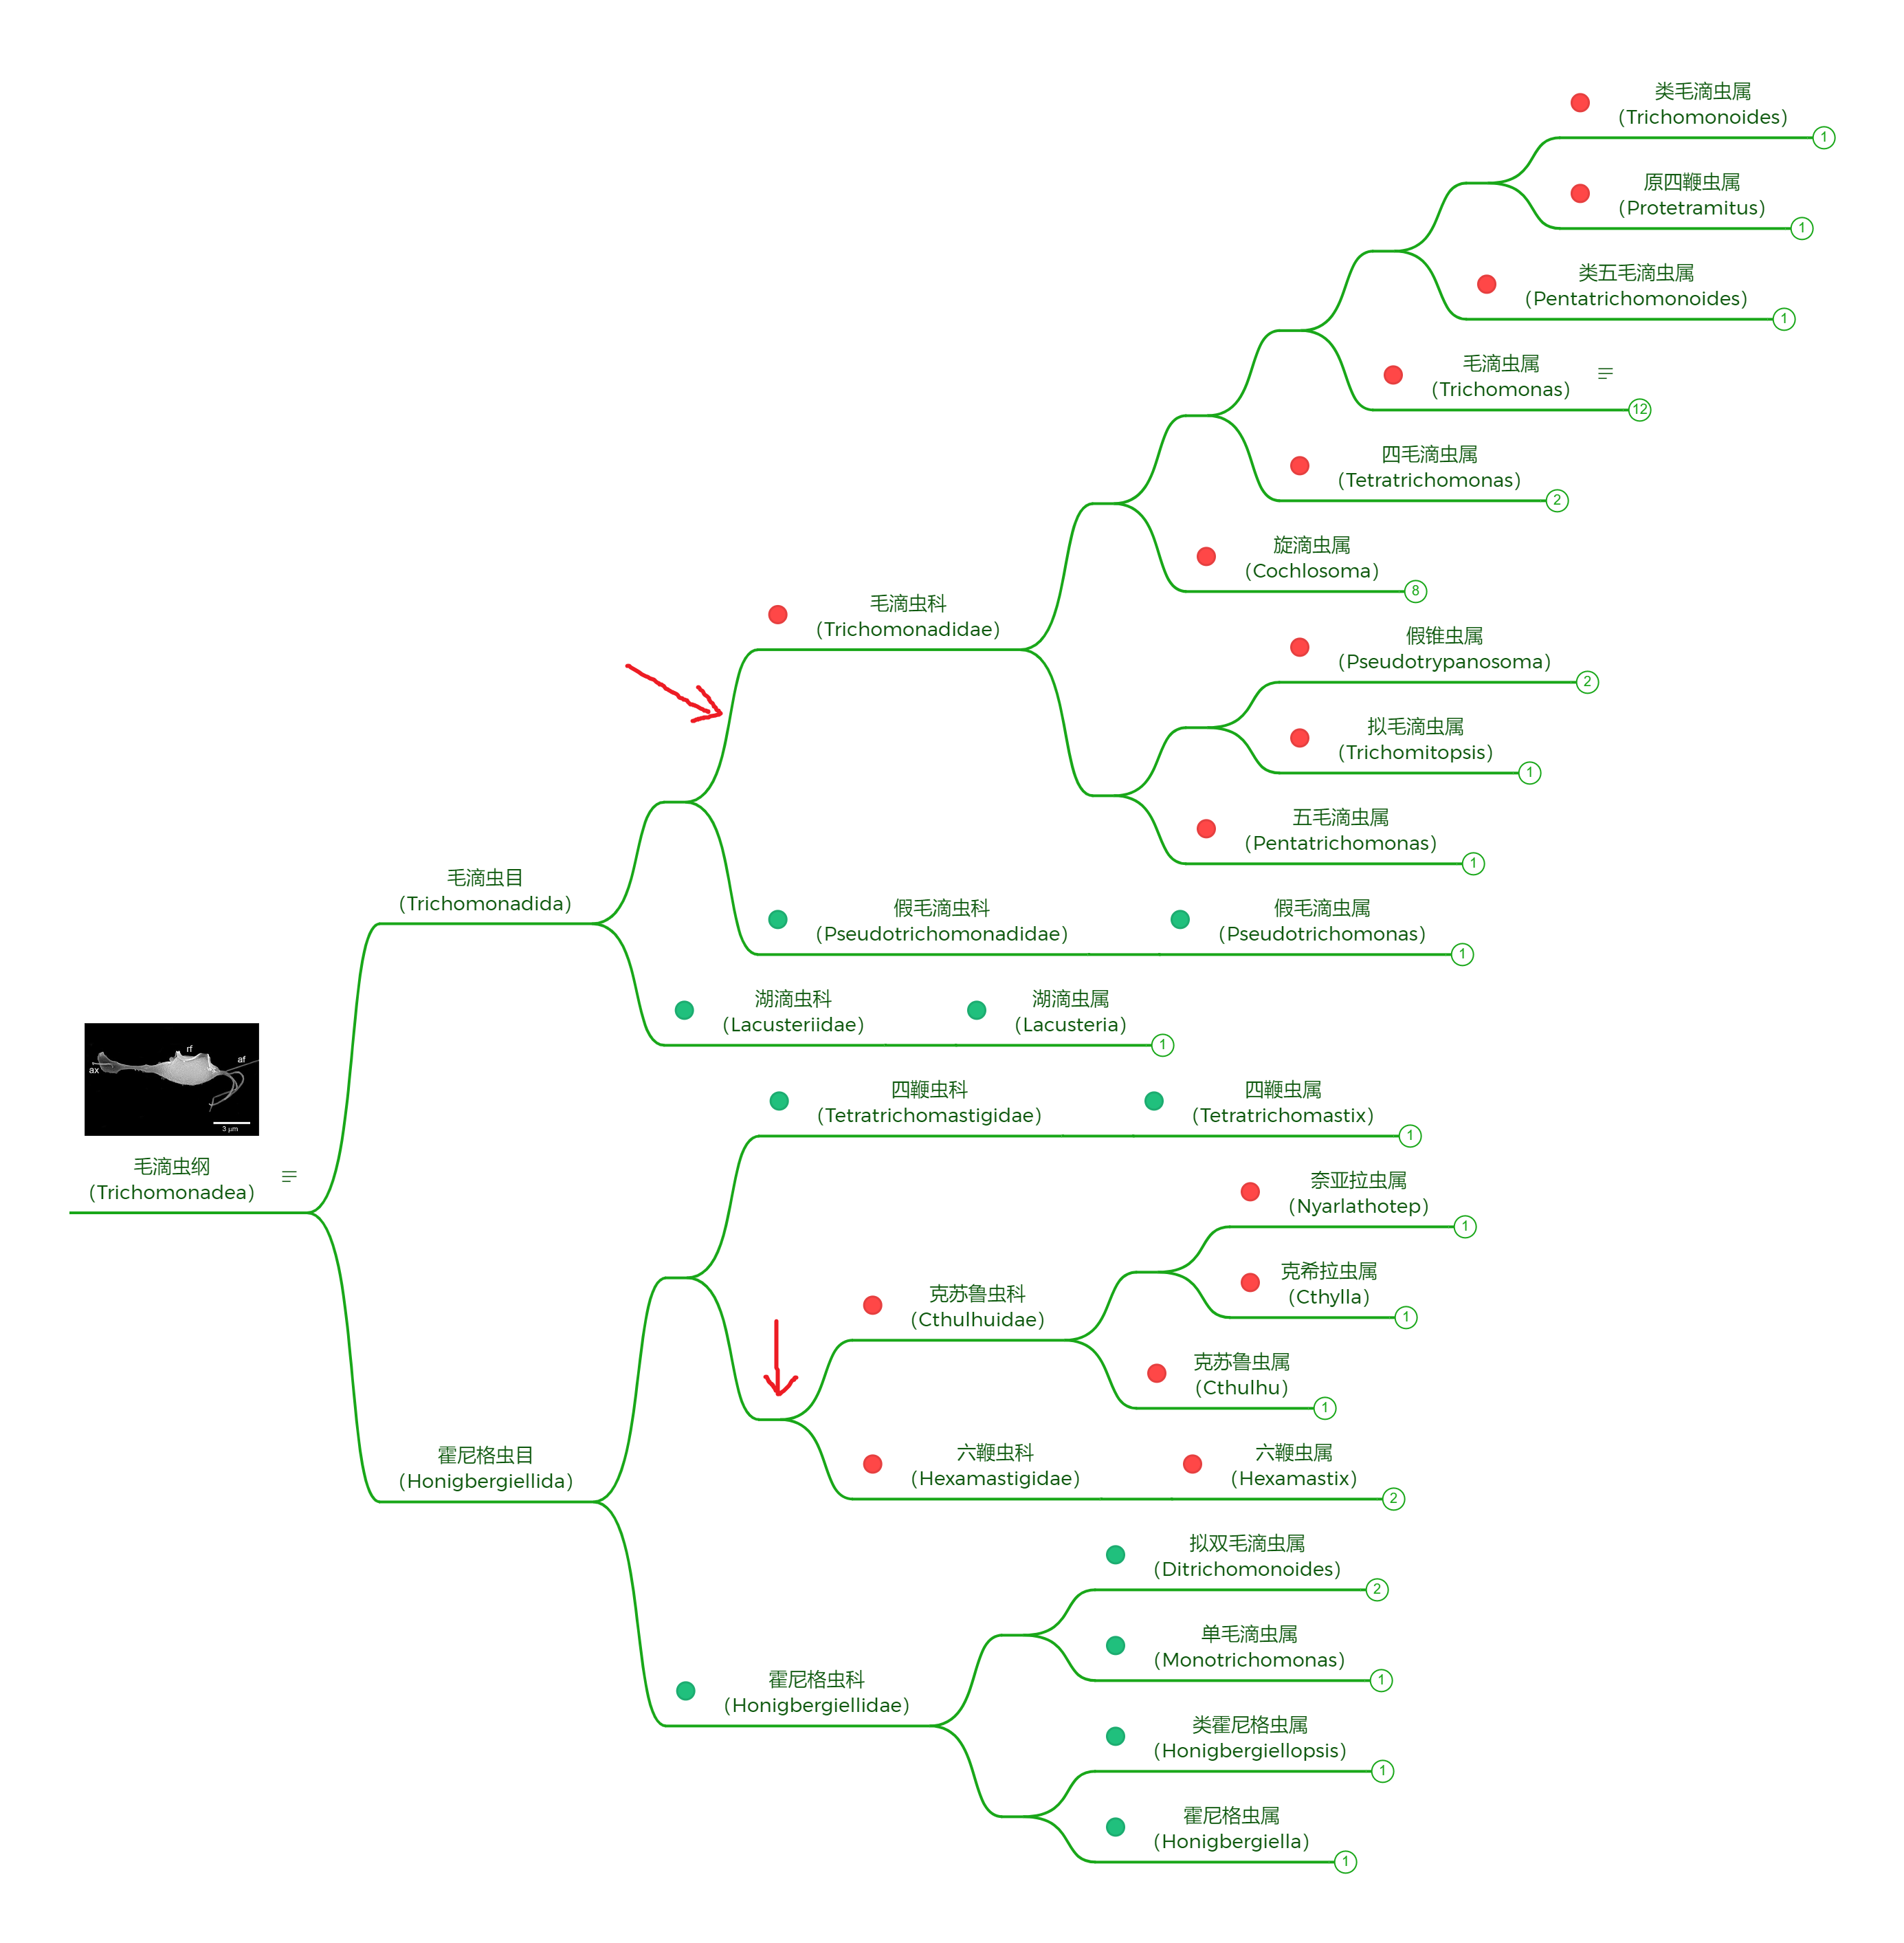 类毛滴虫属
(Trichomonoides)
1
原四鞭虫属
(Protetramitus)
1
类五毛滴虫属
(Pentatrichomonoides)
1
毛滴虫属
(Trichomonas)
12
四毛滴虫属
(Tetratrichomonas)
2
旋滴虫属
(Cochlosoma)
8
毛滴虫科
(Trichomonadidae)
假锥虫属
(Pseudotrypanosoma)
2
拟毛滴虫属
(Trichomitopsis)
1
五毛滴虫属
(Pentatrichomonas)
1
毛滴虫目
(Trichomonadida)
假毛滴虫科
(Pseudotrichomonadidae)
假毛滴虫属
(Pseudotrichomonas)
1
湖滴虫科
(Lacusteriidae)
湖滴虫属
(Lacusteria)
1
rf
af
ax
3 μm
毛滴虫纲
(Trichomonadea)
四鞭虫科
(Tetratrichomastigidae)
四鞭虫属
(Tetratrichomastix)
1
奈亚拉虫属
(Nyarlathotep)
1
克苏鲁虫科
(Cthulhuidae)
克希拉虫属
(Cthylla)
1
克苏鲁虫属
(Cthulhu)
1
霍尼格虫目
(Honigbergiellida)
六鞭虫科
(Hexamastigidae)
六鞭虫属
(Hexamastix)
2
拟双毛滴虫属
(Ditrichomonoides)
2
单毛滴虫属
(Monotrichomonas)
1
霍尼格虫科
(Honigbergiellidae)
类霍尼格虫属
(Honigbergiellopsis)
1
霍尼格虫属
(Honigbergiella)
1